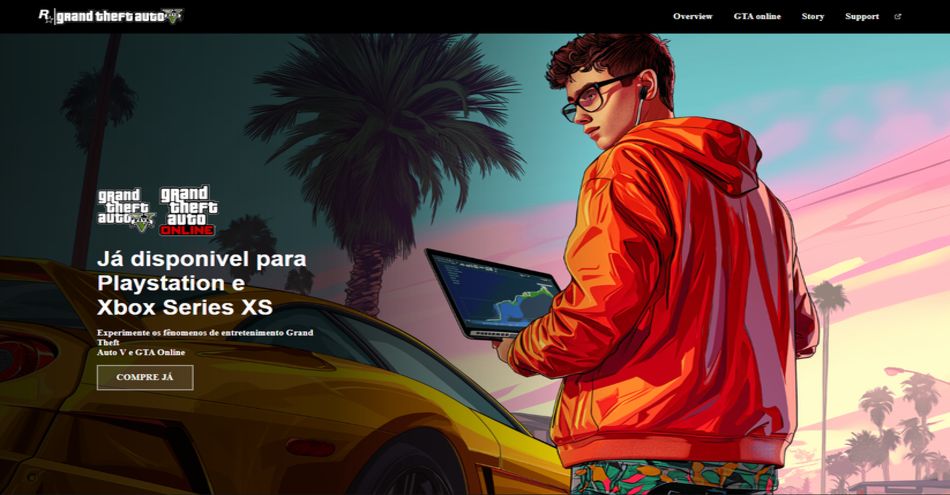 R grand theft auto V
Overview GTA online Story Support
grand theft auto V
grand theft auto ONLINE
Já disponivel para
Playstation e
Xbox Series XS
Experimente os fênomenos de entretenimento Grand
Theft
Auto V e GTA Online
COMPRE JÁ